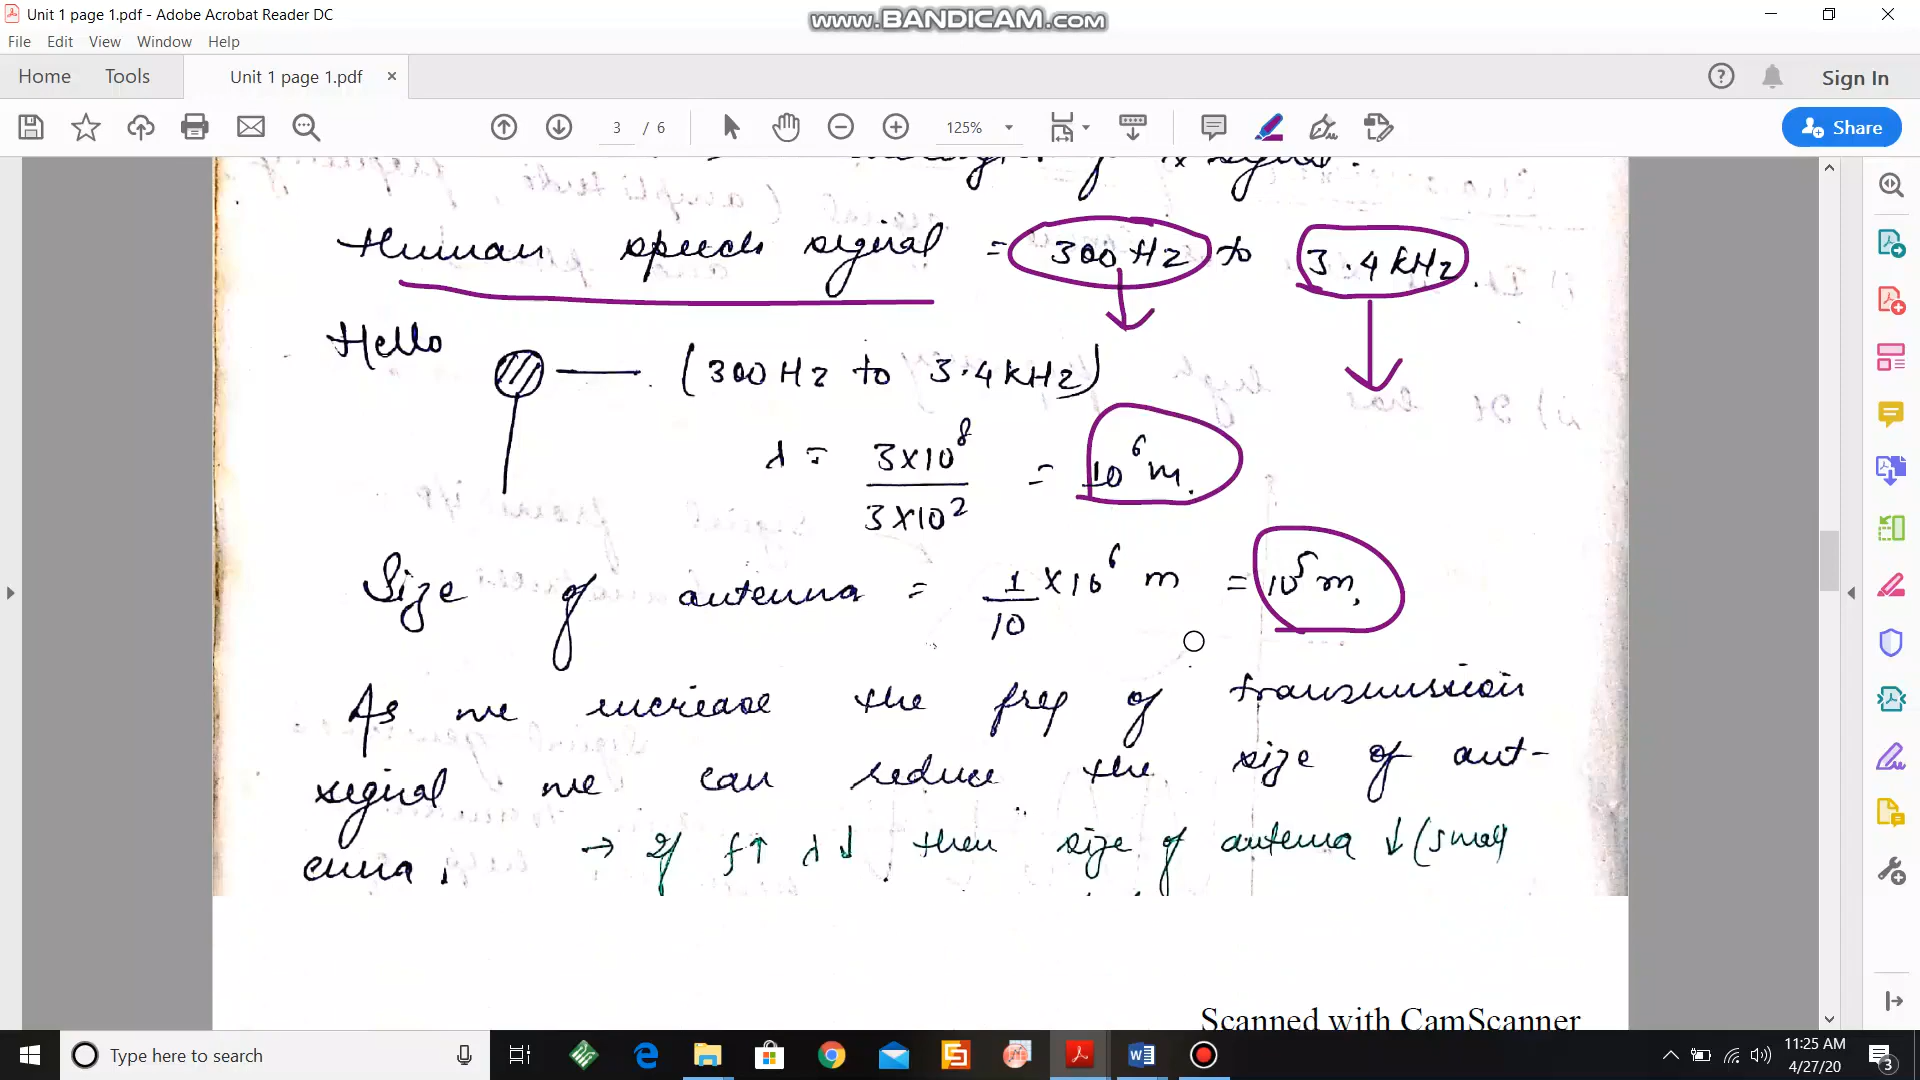 Unit 1 page 1.pdf - Adobe Acrobat Reader DC
www.BANDICAM.com
File Edit View Window Help
Home Tools Unit 1 page 1.pdf × Sign In
3 / 6 125% Share
signal.
Human speech signal = 300 Hz to 3.4 kHz.
Hello
(300 Hz to 3.4 kHz)
λ = 3×10⁸ / 3×10² = 10⁶ m.
Size of antenna = 1/10 ×10⁶ m = 10⁵ m.
As we increase the freq of transmission
signal we can reduce the size of ant-
enna.
→ If f↑ λ↓ then size of antenna ↓ (small
Scanned with CamScanner
Type here to search
11:25 AM
4/27/20
3